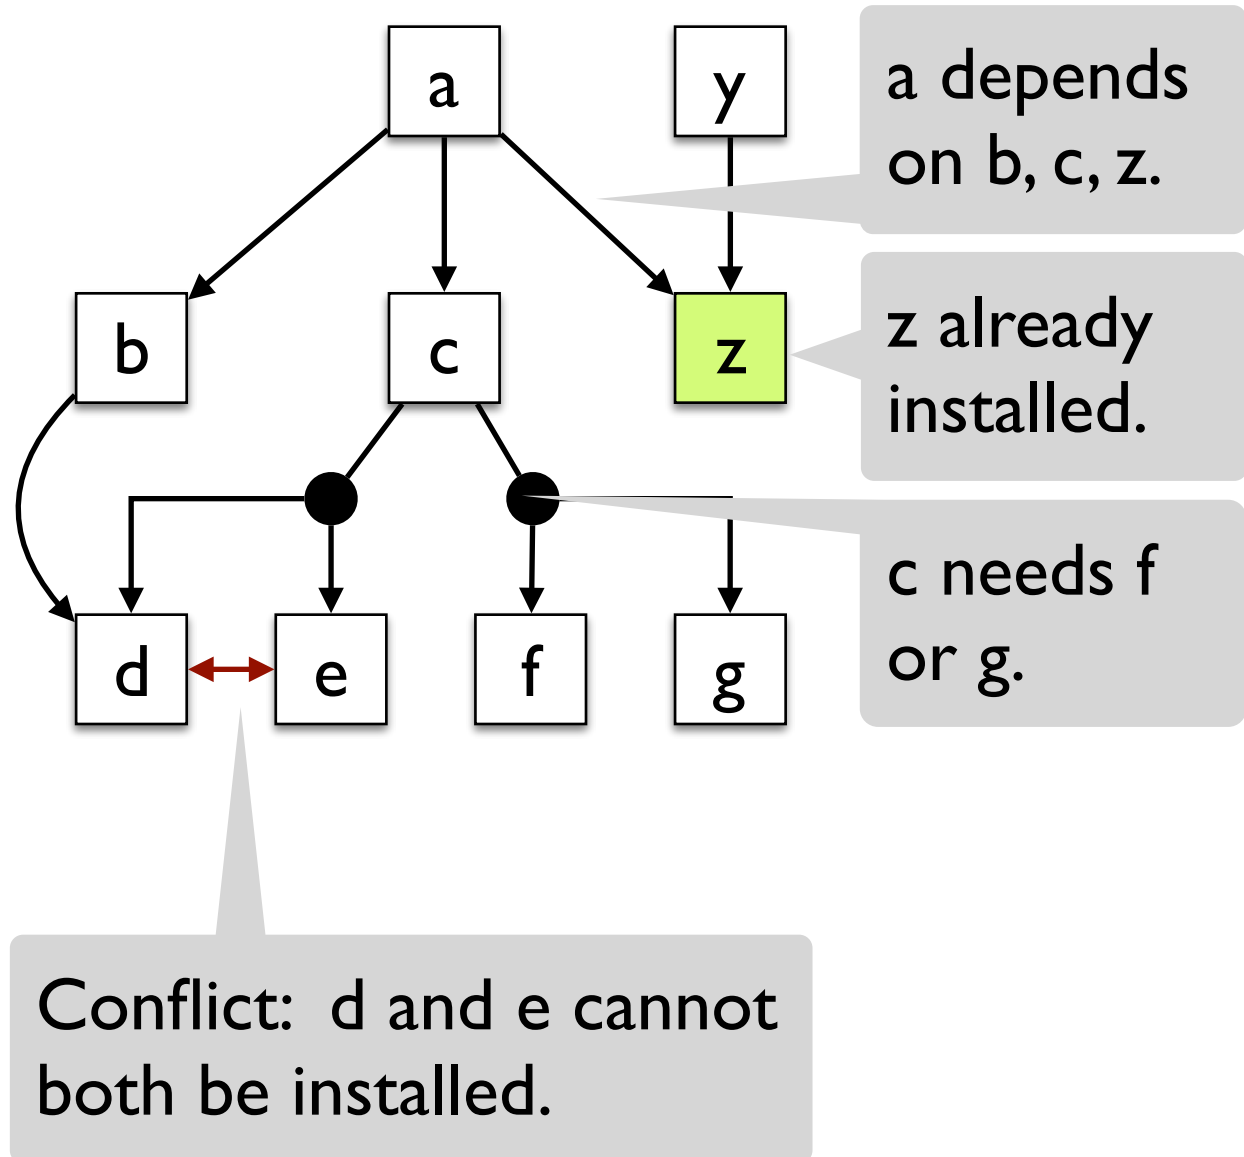 a
y
a depends
on b, c, z.
b
c
z
z already
installed.
c needs f
or g.
d
e
f
g
Conflict: d and e cannot
both be installed.